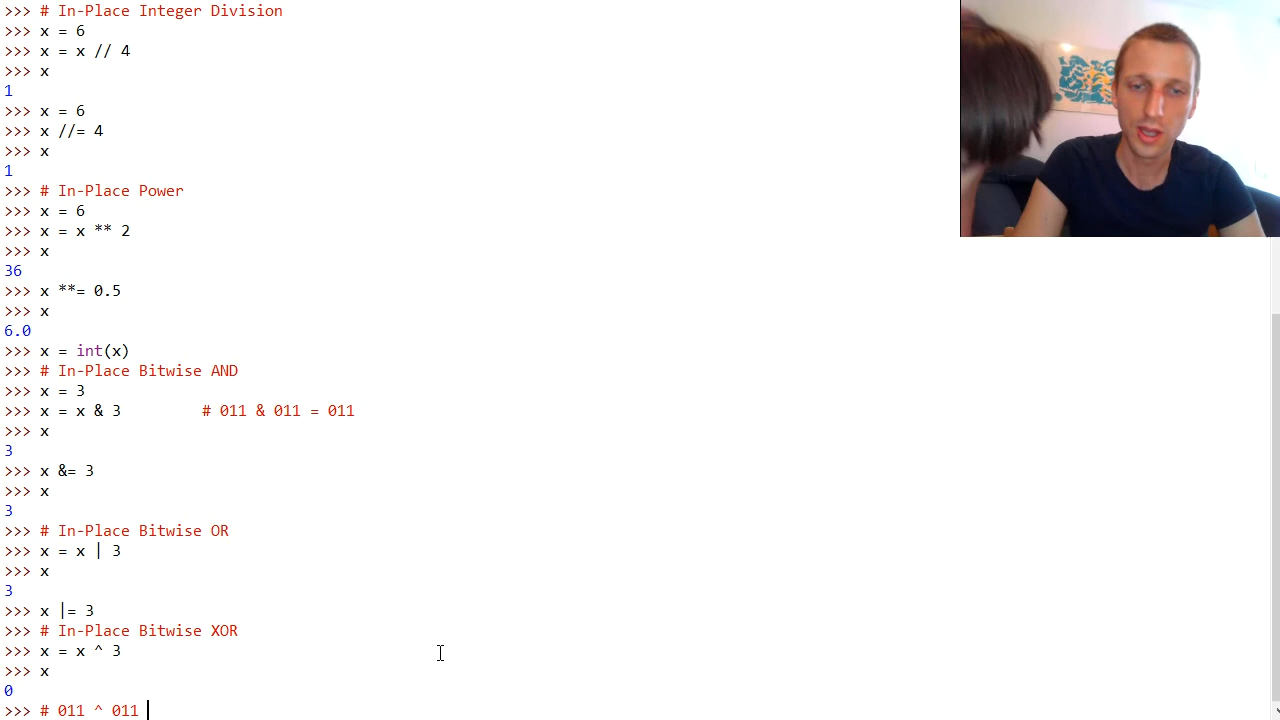 >>> # In-Place Integer Division
>>> x = 6
>>> x = x // 4
>>> x
1
>>> x = 6
>>> x //= 4
>>> x
1
>>> # In-Place Power
>>> x = 6
>>> x = x ** 2
>>> x
36
>>> x **= 0.5
>>> x
6.0
>>> x = int(x)
>>> # In-Place Bitwise AND
>>> x = 3
>>> x = x & 3         # 011 & 011 = 011
>>> x
3
>>> x &= 3
>>> x
3
>>> # In-Place Bitwise OR
>>> x = x | 3
>>> x
3
>>> x |= 3
>>> # In-Place Bitwise XOR
>>> x = x ^ 3
>>> x
0
>>> # 011 ^ 011